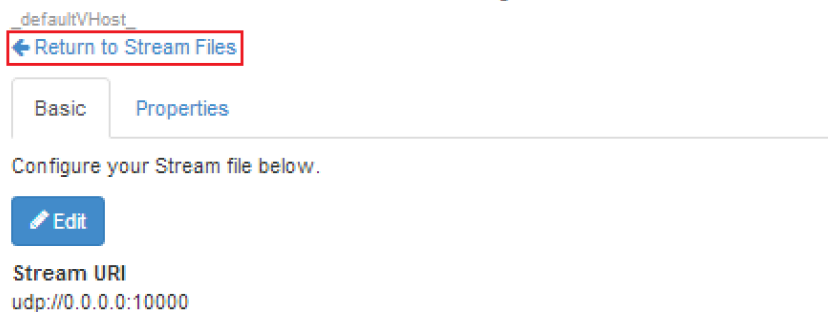 _defaultVHost_
Return to Stream Files
Basic
Properties
Configure your Stream file below.
Edit
Stream URI
udp://0.0.0.0:10000